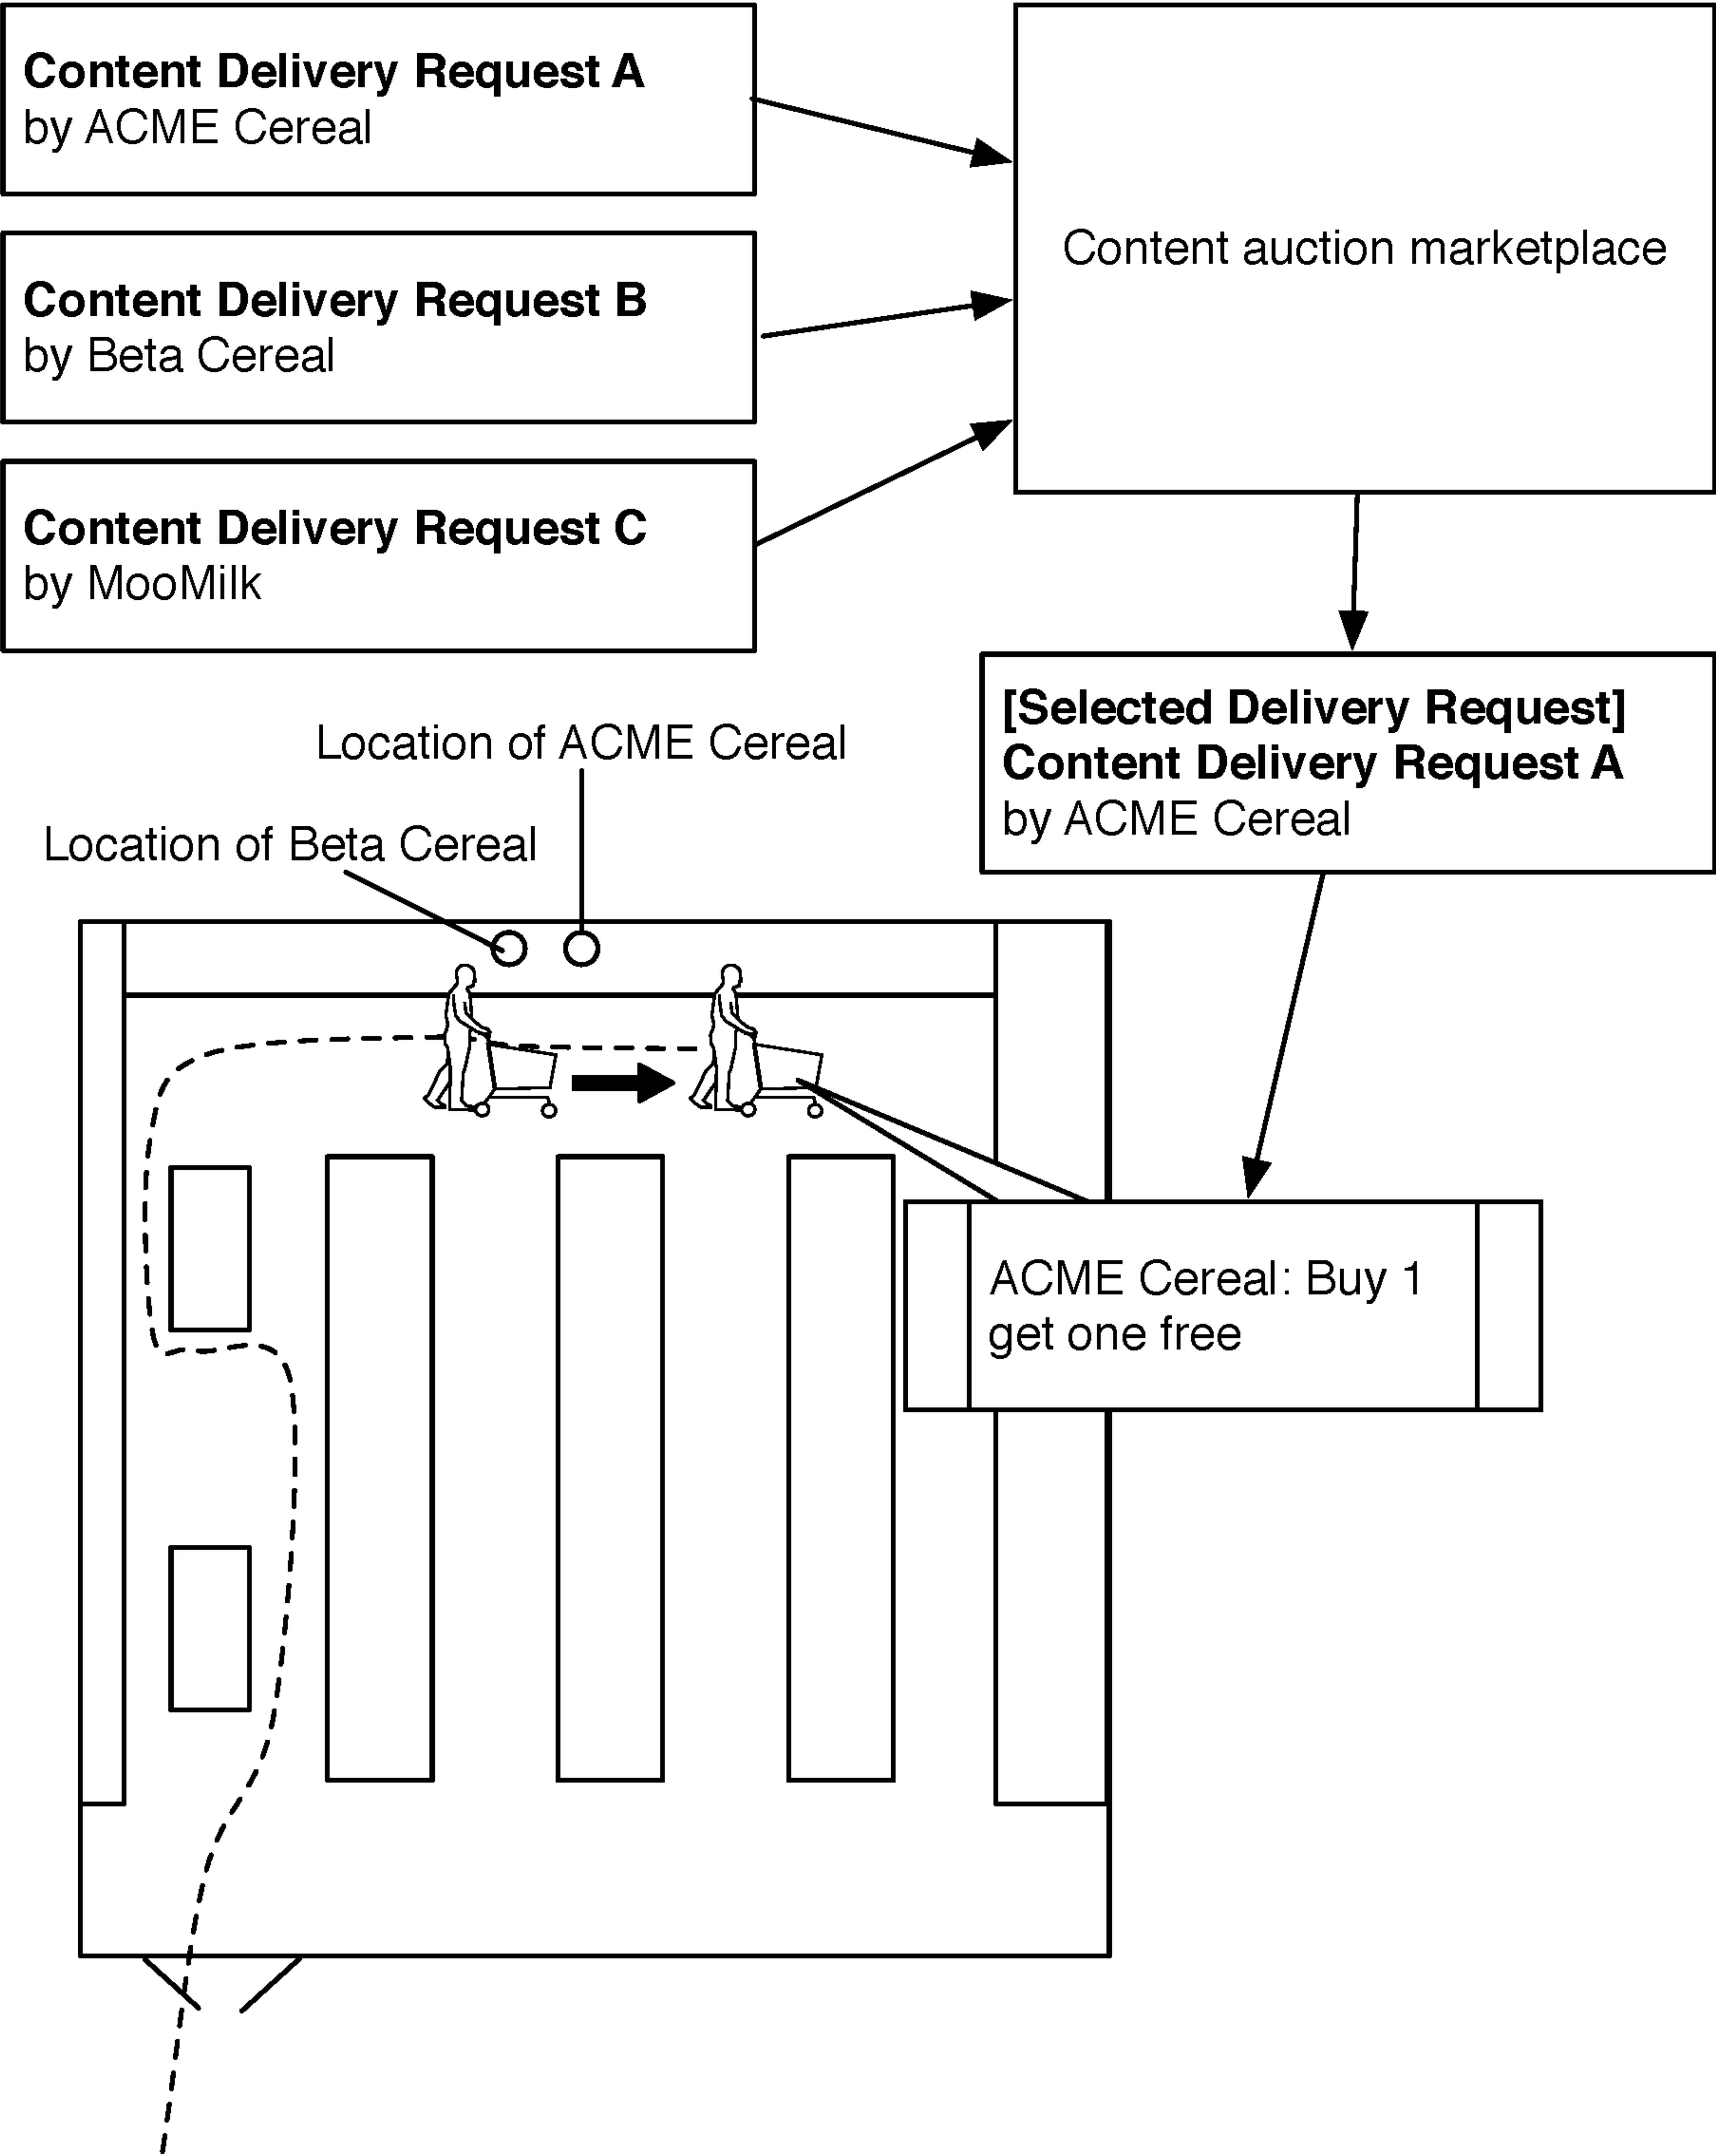 Content Delivery Request A
by ACME Cereal
Content auction marketplace
Content Delivery Request B
by Beta Cereal
Content Delivery Request C
by MooMilk
[Selected Delivery Request]
Content Delivery Request A
by ACME Cereal
Location of ACME Cereal
Location of Beta Cereal
ACME Cereal: Buy 1
get one free